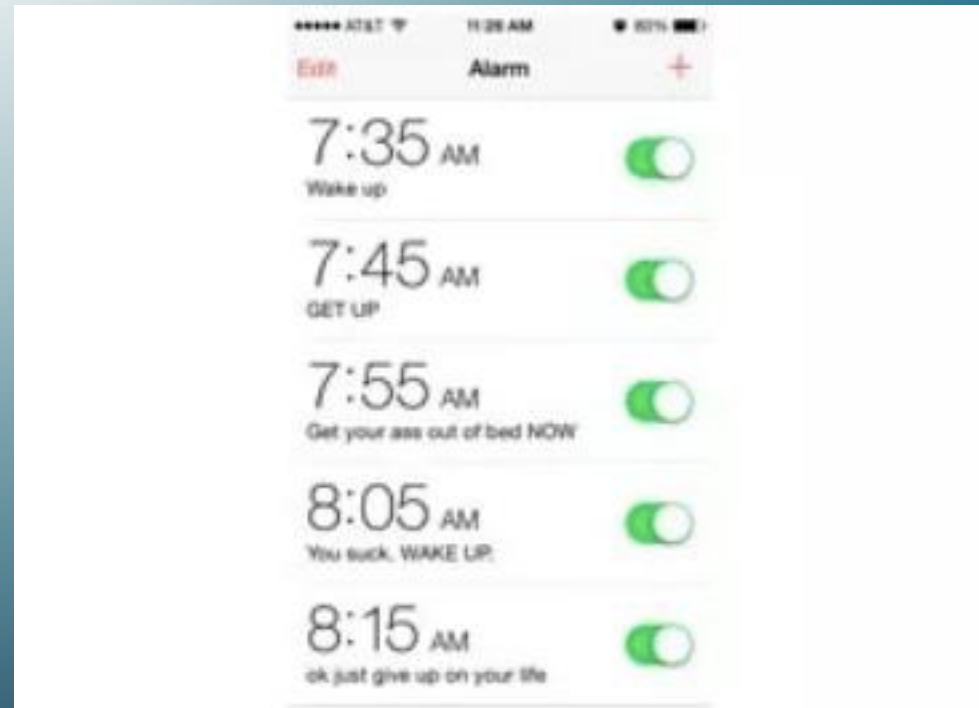 AT&T 11:26 AM 80%
Edit Alarm +
7:35 AM
Wake up
7:45 AM
GET UP
7:55 AM
Get your ass out of bed NOW
8:05 AM
You suck. WAKE UP.
8:15 AM
ok just give up on your life